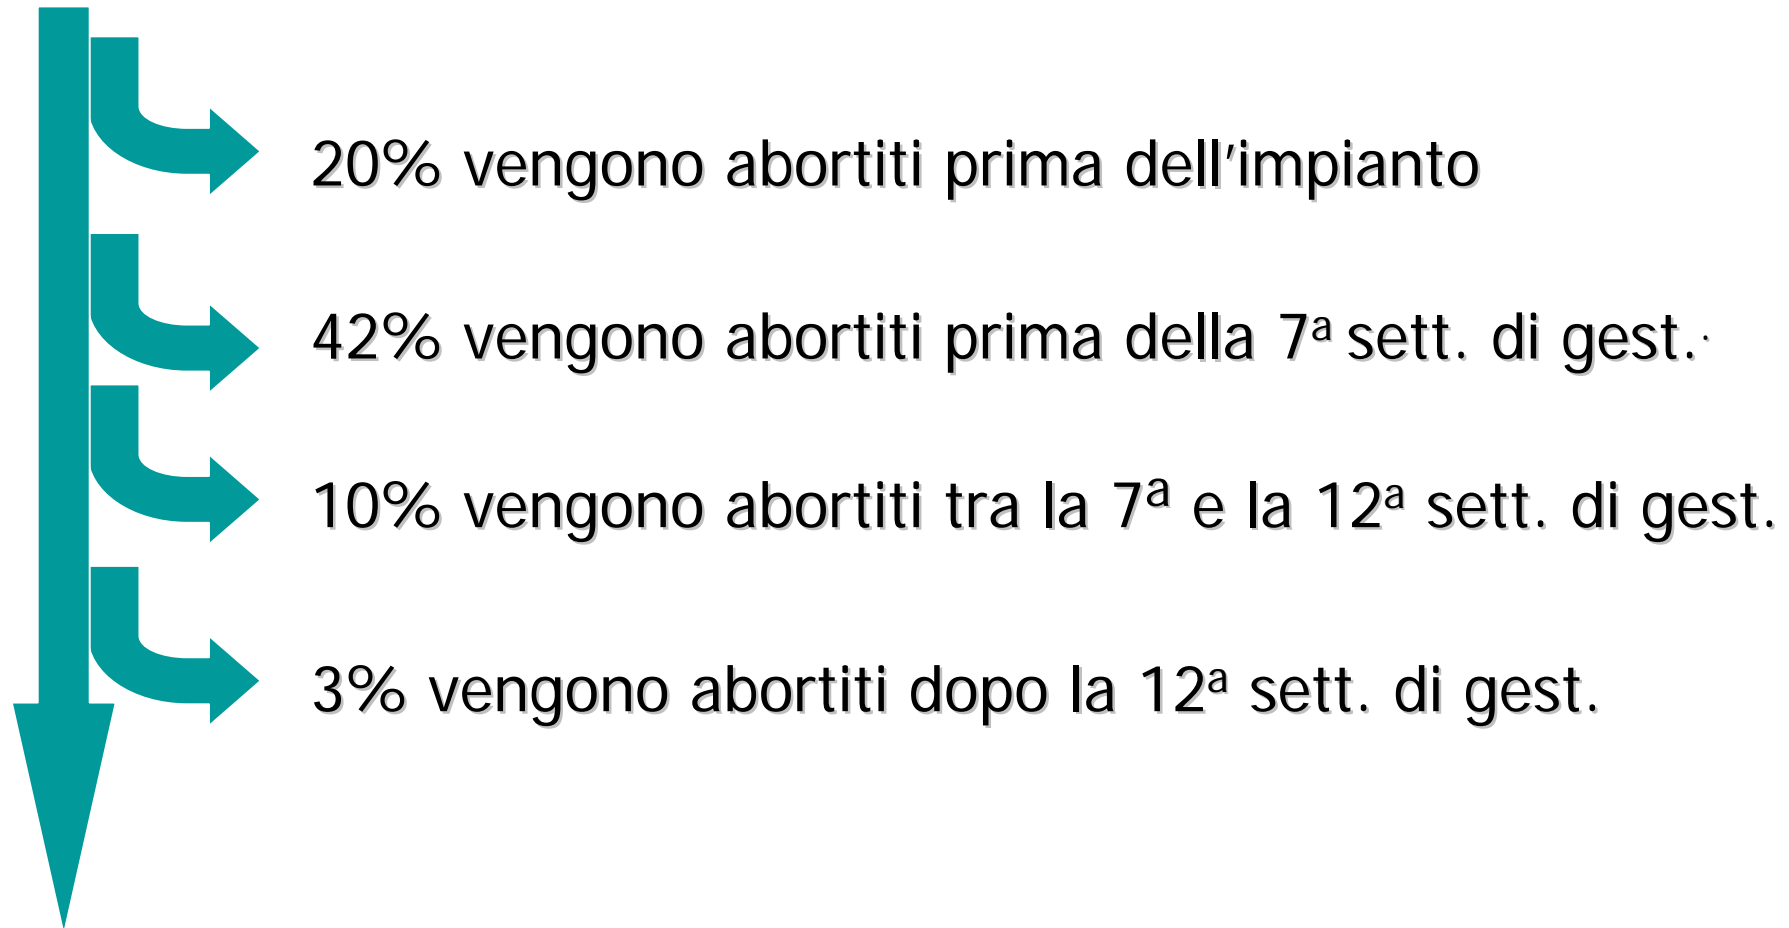 20% vengono abortiti prima dell'impianto
42% vengono abortiti prima della 7ª sett. di gest..
10% vengono abortiti tra la 7ª e la 12ª sett. di gest.
3% vengono abortiti dopo la 12ª sett. di gest.